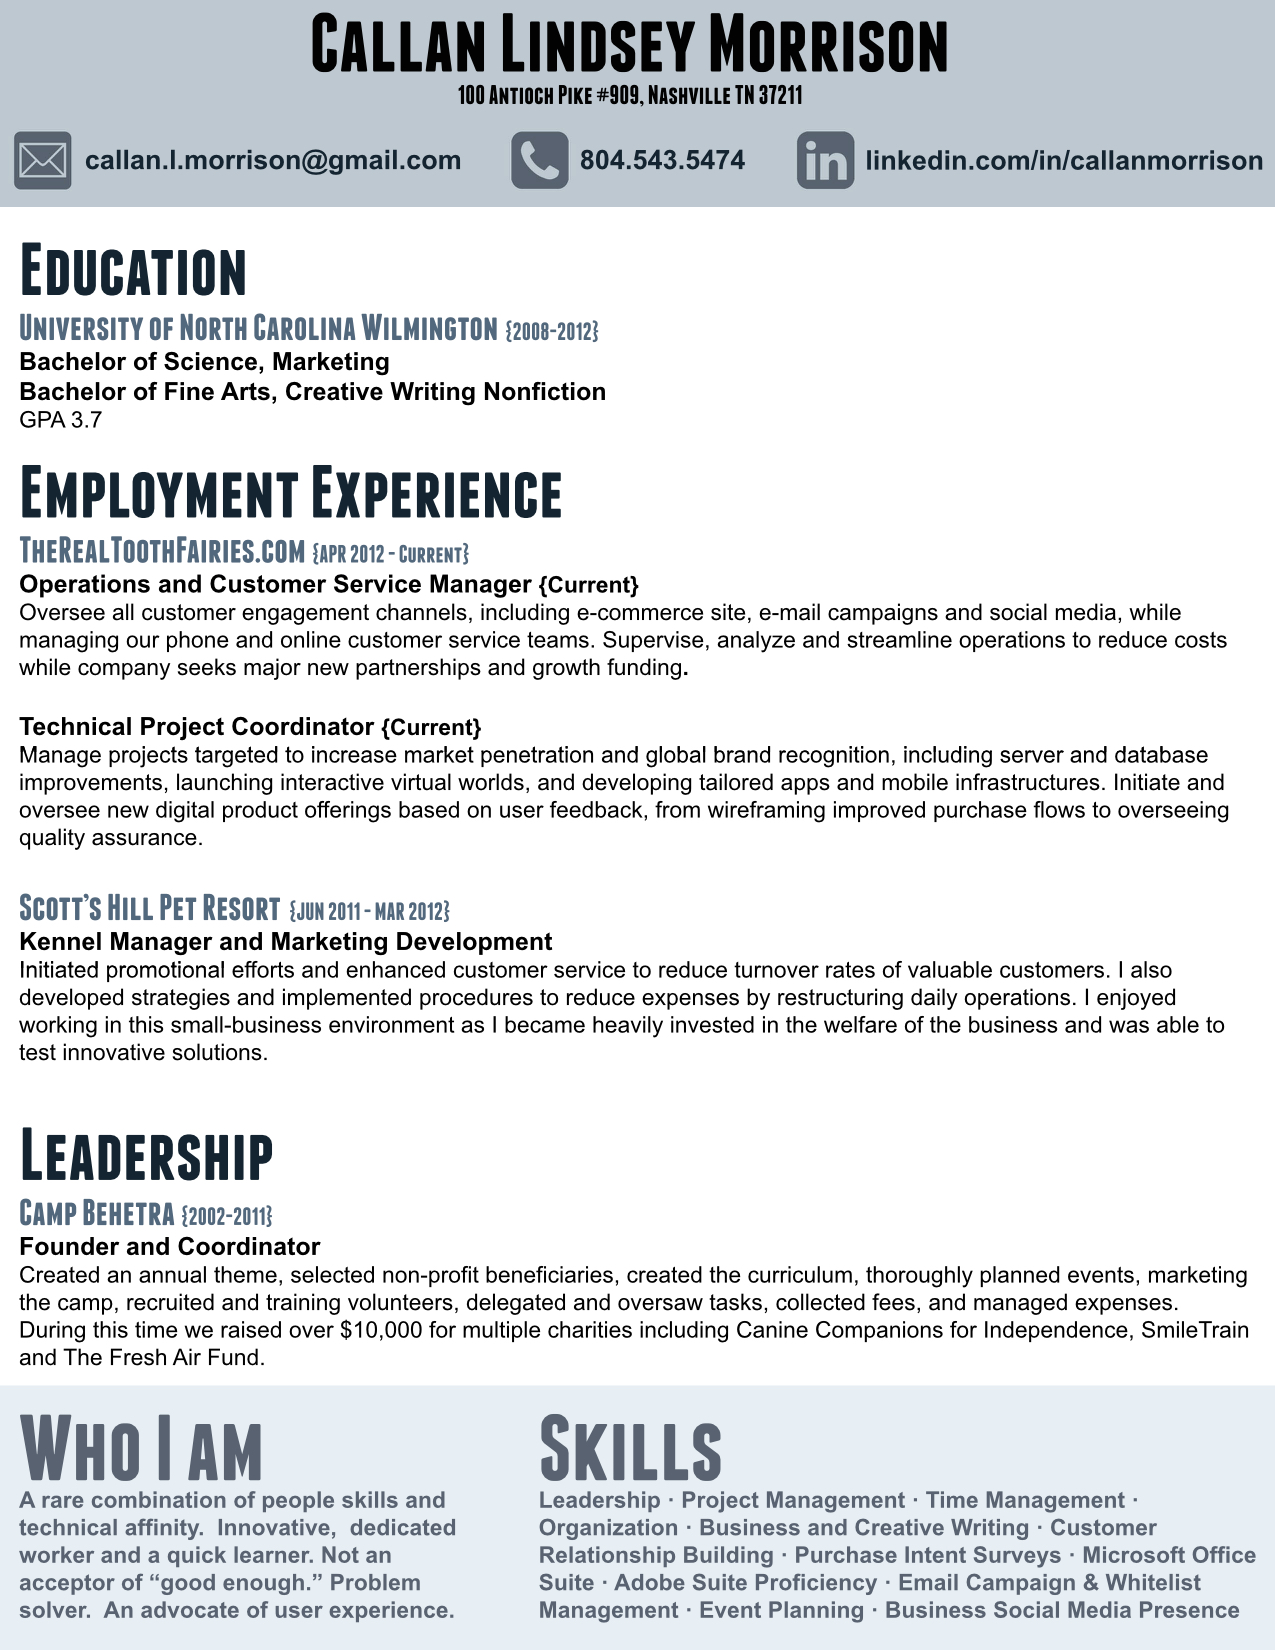 Callan Lindsey Morrison
100 Antioch Pike #909, Nashville TN 37211
callan.l.morrison@gmail.com 804.543.5474 linkedin.com/in/callanmorrison
Education
University of North Carolina Wilmington {2008-2012}
Bachelor of Science, Marketing
Bachelor of Fine Arts, Creative Writing Nonfiction
GPA 3.7
Employment Experience
TheRealToothFairies.com {apr 2012 - Current}
Operations and Customer Service Manager {Current}
Oversee all customer engagement channels, including e-commerce site, e-mail campaigns and social media, while
managing our phone and online customer service teams. Supervise, analyze and streamline operations to reduce costs
while company seeks major new partnerships and growth funding.
Technical Project Coordinator {Current}
Manage projects targeted to increase market penetration and global brand recognition, including server and database
improvements, launching interactive virtual worlds, and developing tailored apps and mobile infrastructures. Initiate and
oversee new digital product offerings based on user feedback, from wireframing improved purchase flows to overseeing
quality assurance.
Scott's Hill Pet Resort {jun 2011 - mar 2012}
Kennel Manager and Marketing Development
Initiated promotional efforts and enhanced customer service to reduce turnover rates of valuable customers. I also
developed strategies and implemented procedures to reduce expenses by restructuring daily operations. I enjoyed
working in this small-business environment as I became heavily invested in the welfare of the business and was able to
test innovative solutions.
Leadership
Camp Behetra {2002-2011}
Founder and Coordinator
Created an annual theme, selected non-profit beneficiaries, created the curriculum, thoroughly planned events, marketing
the camp, recruited and training volunteers, delegated and oversaw tasks, collected fees, and managed expenses.
During this time we raised over $10,000 for multiple charities including Canine Companions for Independence, SmileTrain
and The Fresh Air Fund.
Who I am
A rare combination of people skills and
technical affinity. Innovative, dedicated
worker and a quick learner. Not an
acceptor of “good enough.” Problem
solver. An advocate of user experience.
Skills
Leadership · Project Management · Time Management ·
Organization · Business and Creative Writing · Customer
Relationship Building · Purchase Intent Surveys · Microsoft Office
Suite · Adobe Suite Proficiency · Email Campaign & Whitelist
Management · Event Planning · Business Social Media Presence